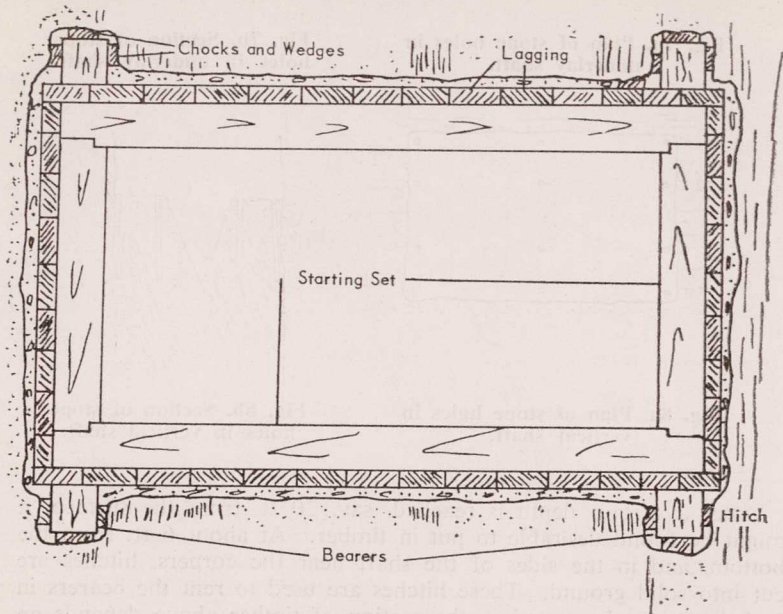 Chocks and Wedges
Lagging
Starting Set
Hitch
Bearers